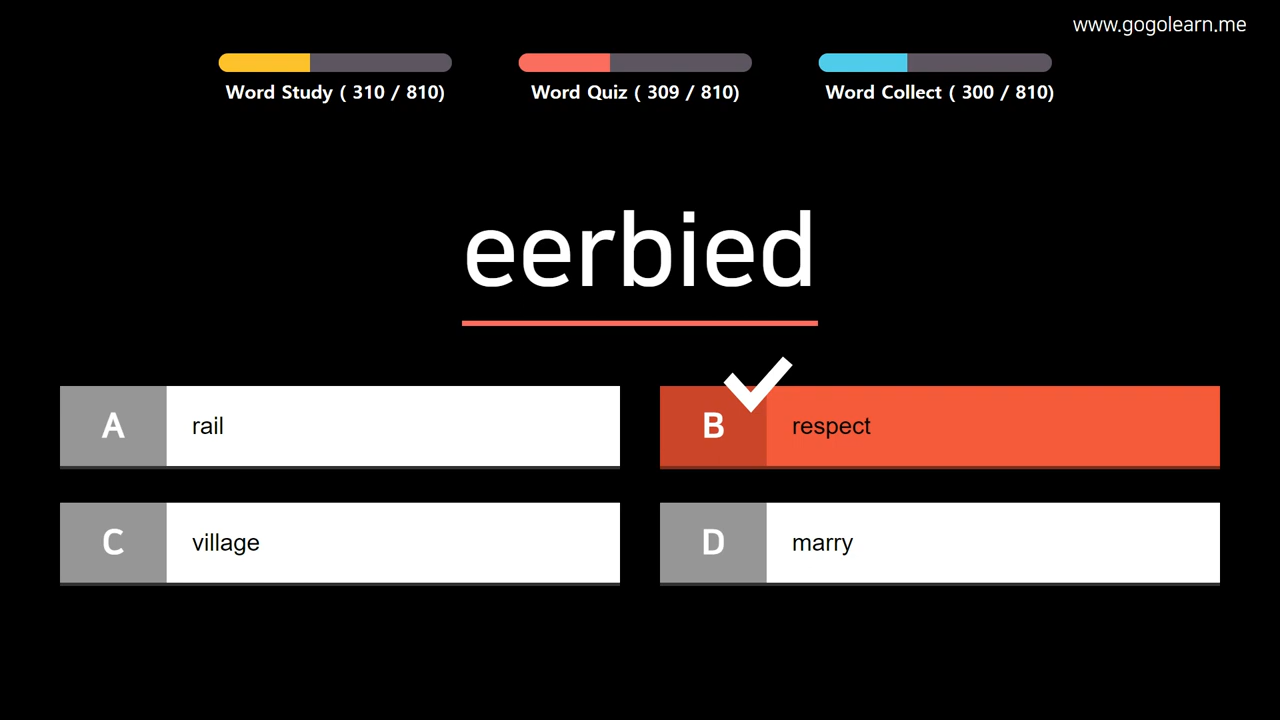 www.gogolearn.me
Word Study ( 310 / 810)
Word Quiz ( 309 / 810)
Word Collect ( 300 / 810)
eerbied
A rail
B respect
C village
D marry